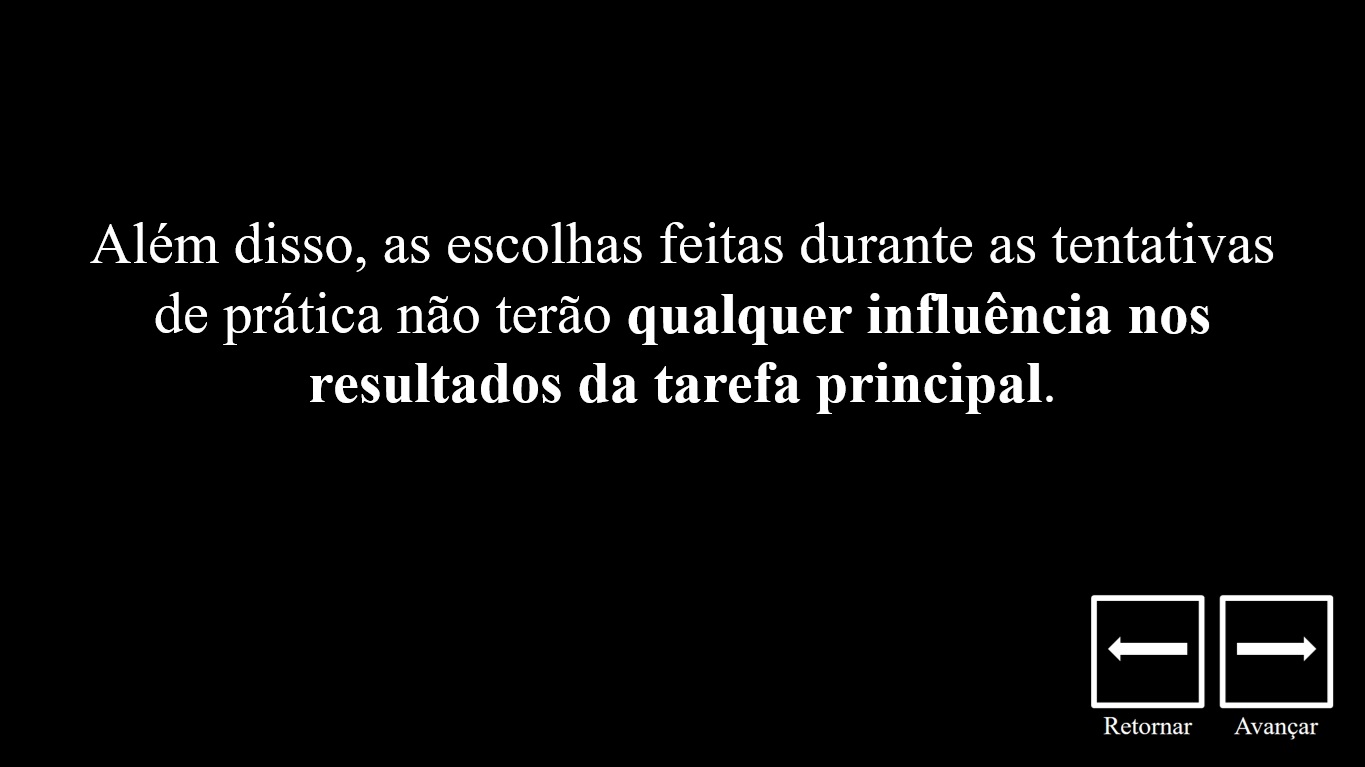 Além disso, as escolhas feitas durante as tentativas
de prática não terão qualquer influência nos
resultados da tarefa principal.
Retornar
Avançar